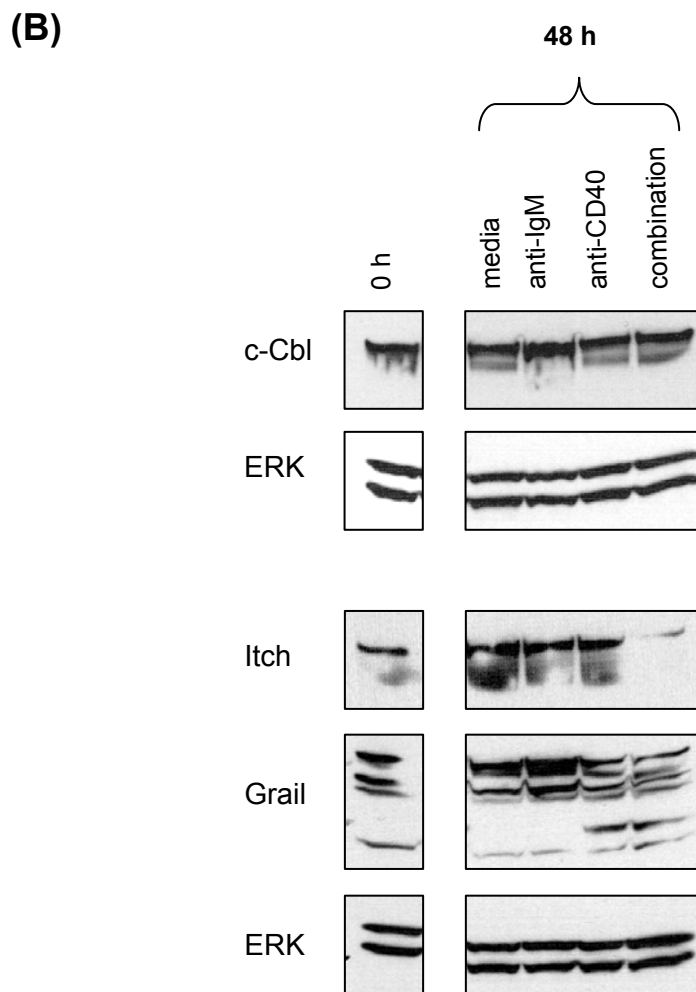 (B)
48 h
0 h
media
anti-IgM
anti-CD40
combination
c-Cbl
ERK
Itch
Grail
ERK